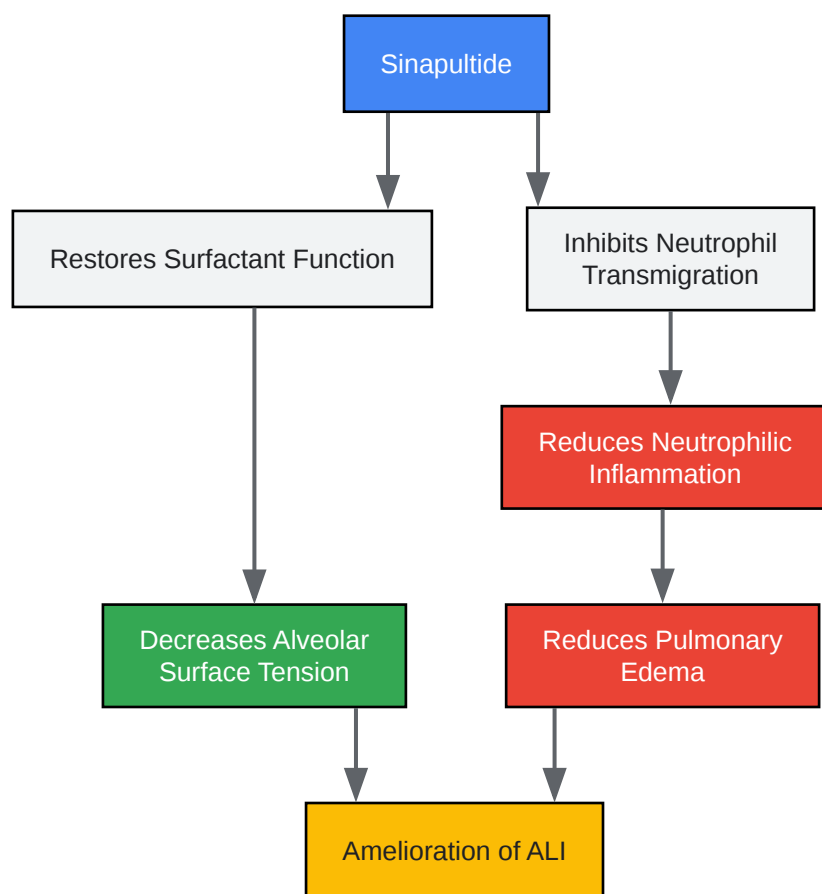 Sinapultide
Restores Surfactant Function
Inhibits Neutrophil
Transmigration
Reduces Neutrophilic
Inflammation
Decreases Alveolar
Surface Tension
Reduces Pulmonary
Edema
Amelioration of ALI